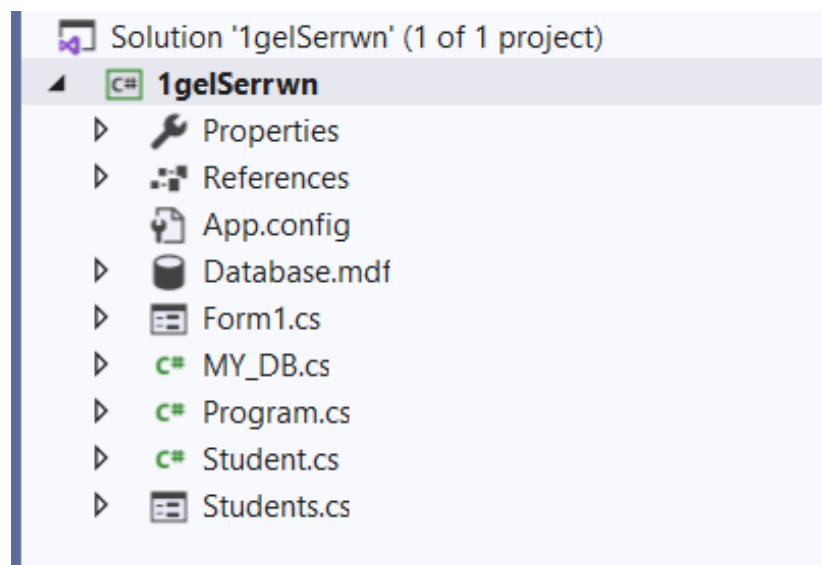 Solution '1gelSerrwn' (1 of 1 project)
C# 1gelSerrwn
Properties
References
App.config
Database.mdf
Form1.cs
C# MY_DB.cs
C# Program.cs
C# Student.cs
Students.cs